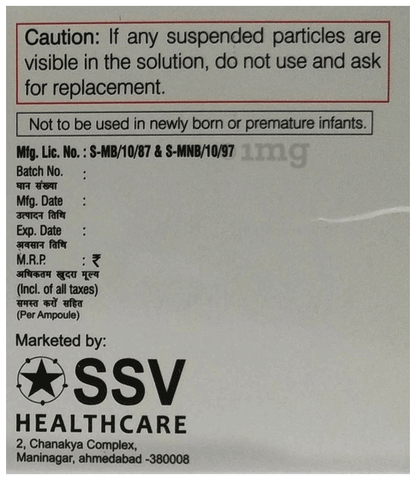 Caution: If any suspended particles are
visible in the solution, do not use and ask
for replacement.
Not to be used in newly born or premature infants.
Mfg. Lic. No. : S-MB/10/87 & S-MNB/10/97
1mg
Batch No. :
घान संख्या
Mfg. Date :
उत्पादन तिथि
Exp. Date :
अवसान तिथि
M.R.P. : ₹
अधिकतम खुदरा मूल्य
(Incl. of all taxes)
समस्त करों सहित
(Per Ampoule)
Marketed by:
SSV
HEALTHCARE
2, Chanakya Complex,
Maninagar, ahmedabad -380008